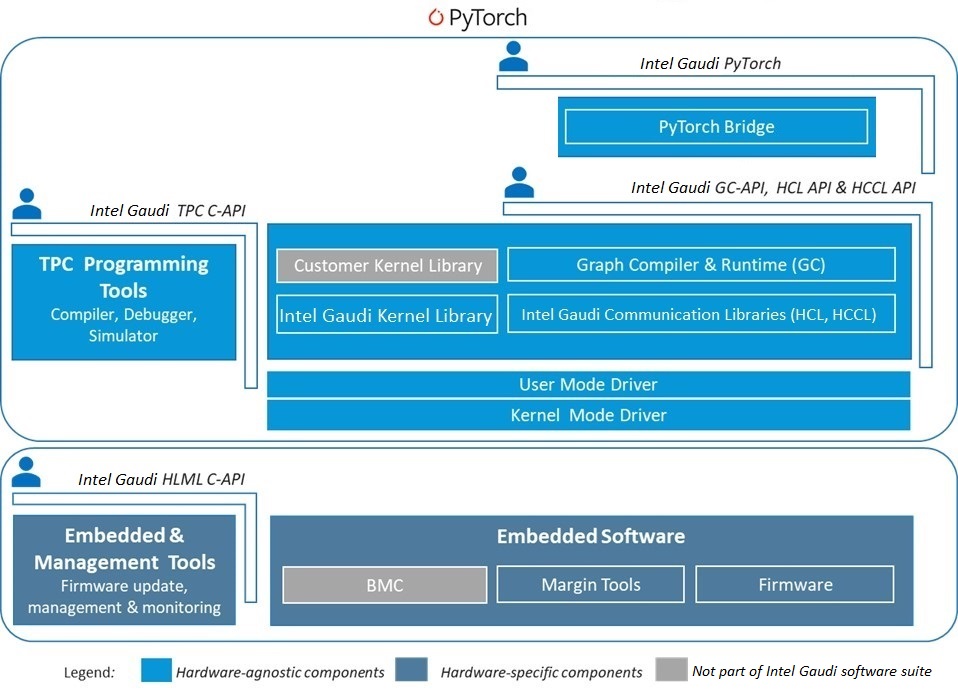 PyTorch
Intel Gaudi PyTorch
PyTorch Bridge
Intel Gaudi GC-API, HCL API & HCCL API
Intel Gaudi TPC C-API
TPC Programming
Tools
Compiler, Debugger,
Simulator
Customer Kernel Library
Graph Compiler & Runtime (GC)
Intel Gaudi Kernel Library
Intel Gaudi Communication Libraries (HCL, HCCL)
User Mode Driver
Kernel Mode Driver
Intel Gaudi HLML C-API
Embedded &
Management Tools
Firmware update,
management & monitoring
Embedded Software
BMC
Margin Tools
Firmware
Legend:
Hardware-agnostic components
Hardware-specific components
Not part of Intel Gaudi software suite